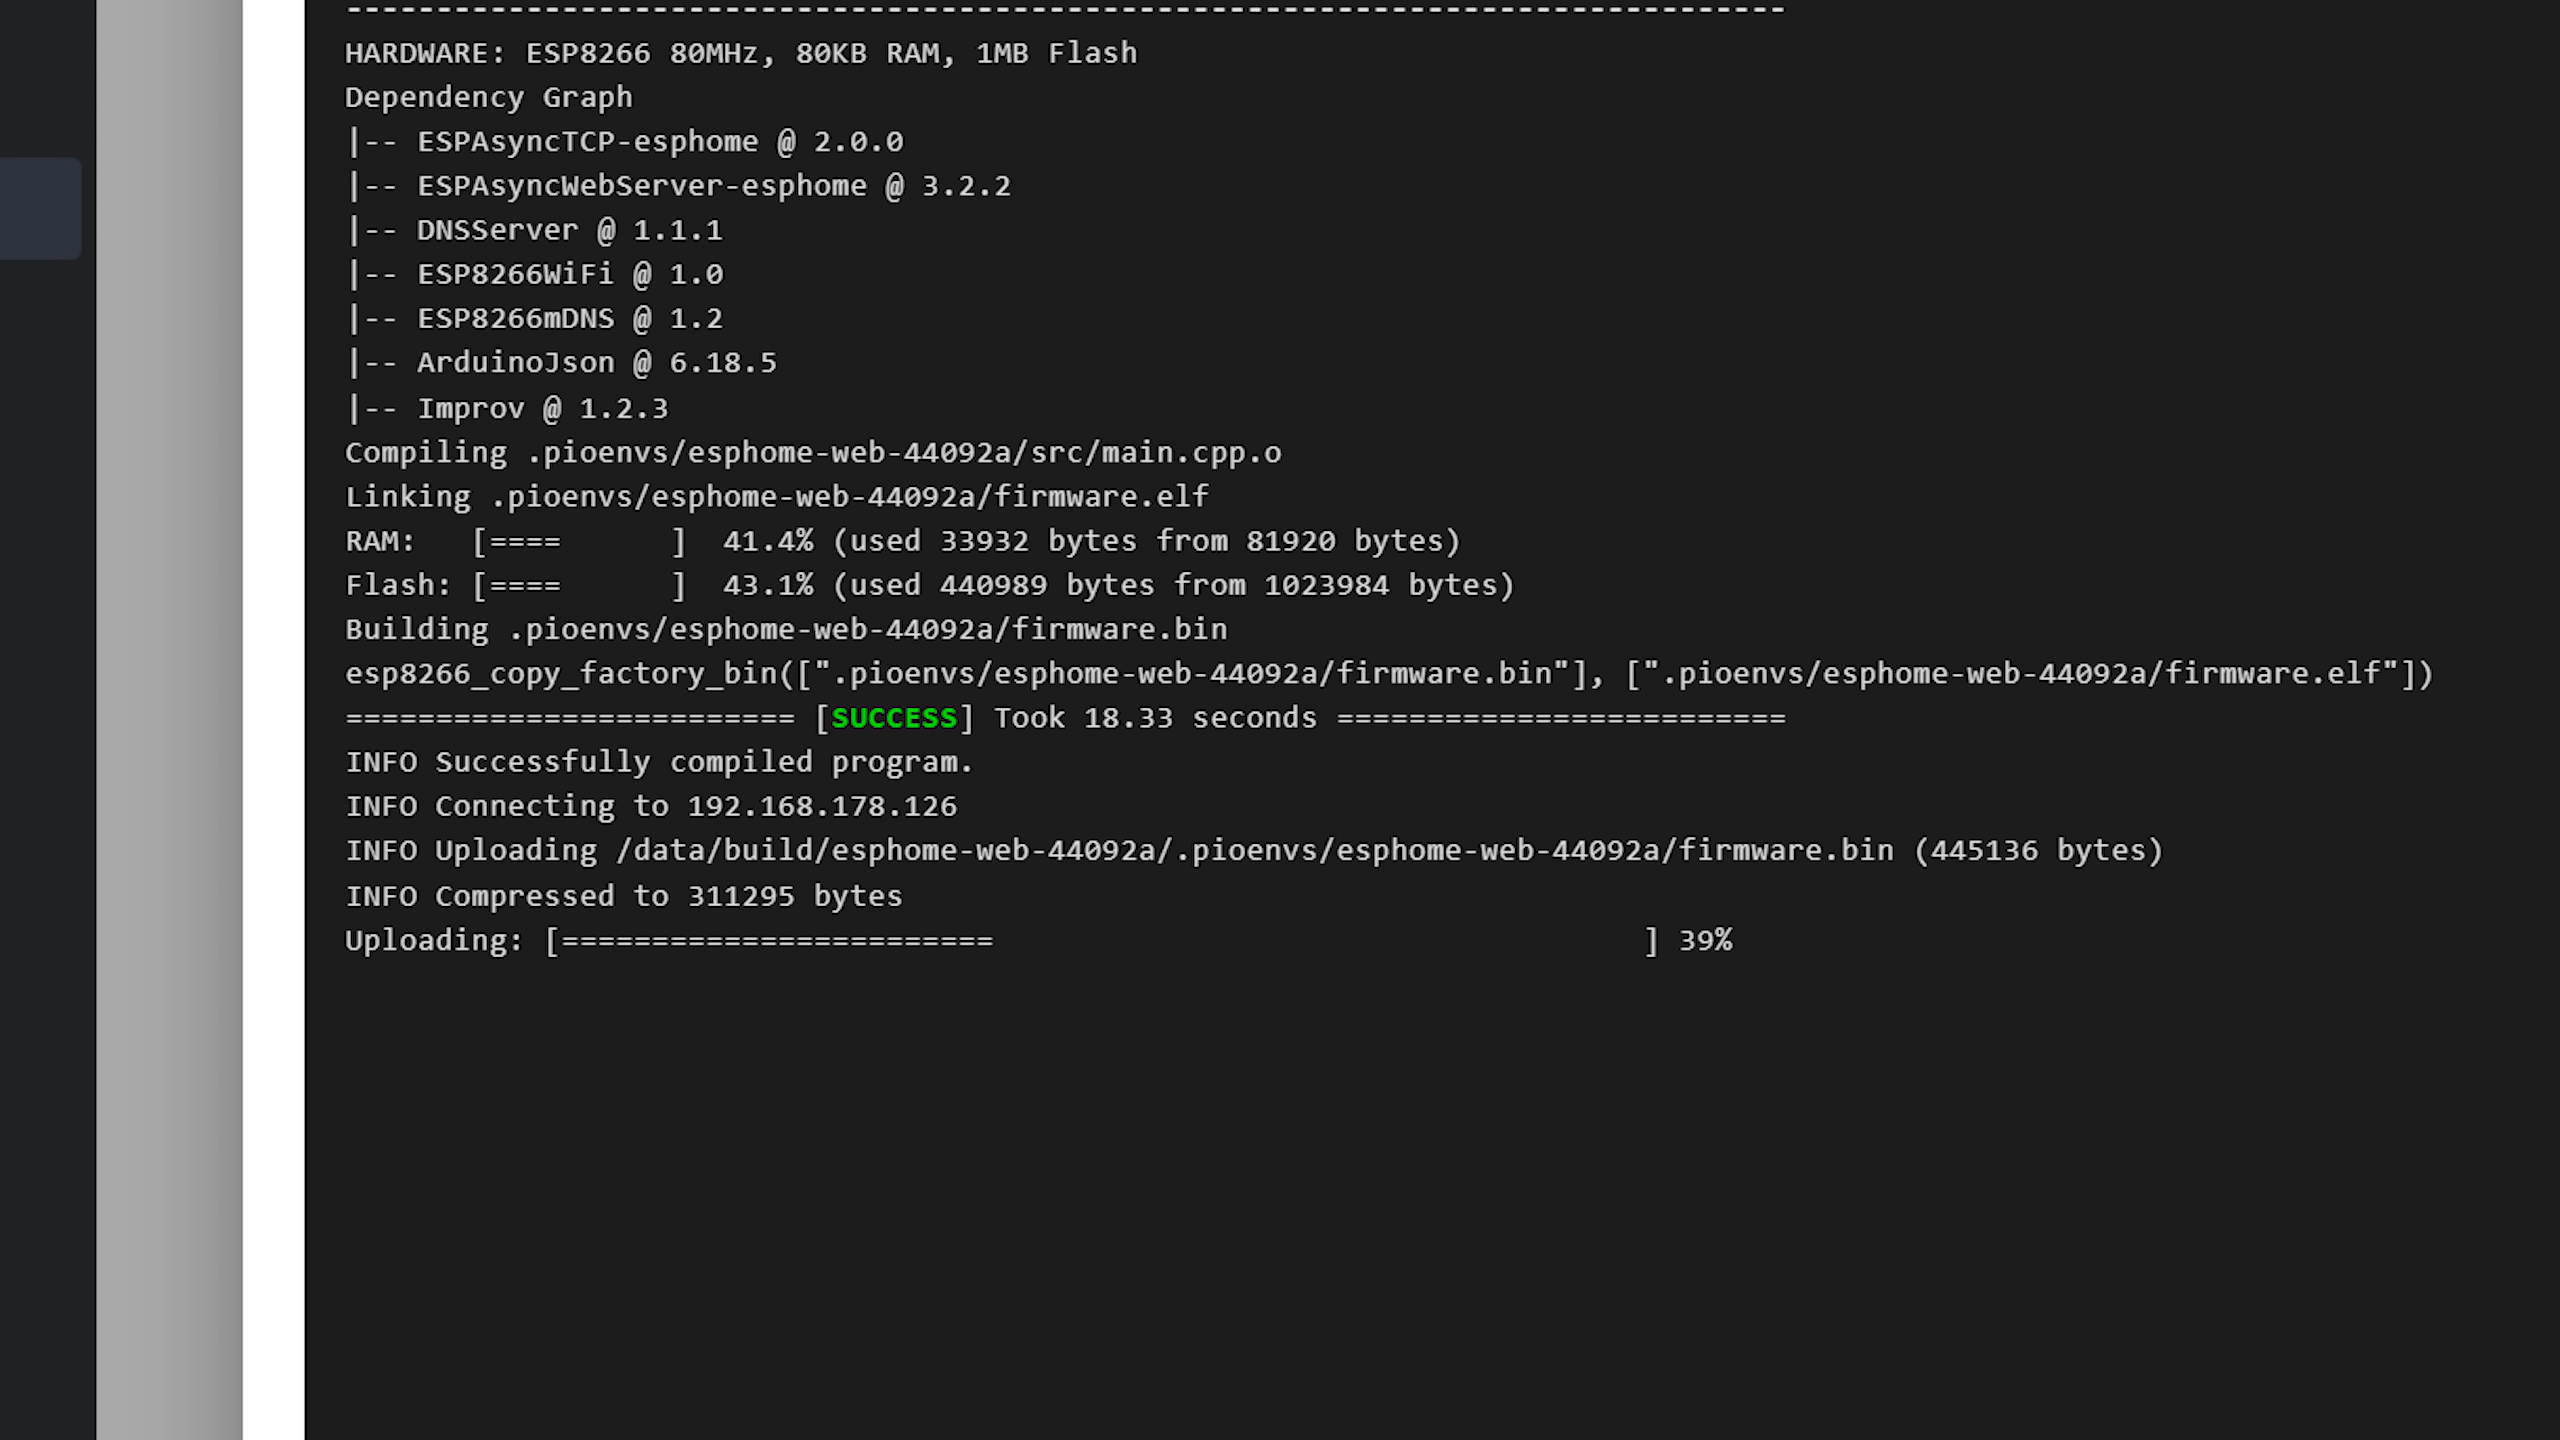 --------------------------------------------------------------------------------
HARDWARE: ESP8266 80MHz, 80KB RAM, 1MB Flash
Dependency Graph
|-- ESPAsyncTCP-esphome @ 2.0.0
|-- ESPAsyncWebServer-esphome @ 3.2.2
|-- DNSServer @ 1.1.1
|-- ESP8266WiFi @ 1.0
|-- ESP8266mDNS @ 1.2
|-- ArduinoJson @ 6.18.5
|-- Improv @ 1.2.3
Compiling .pioenvs/esphome-web-44092a/src/main.cpp.o
Linking .pioenvs/esphome-web-44092a/firmware.elf
RAM:   [====      ]  41.4% (used 33932 bytes from 81920 bytes)
Flash: [====      ]  43.1% (used 440989 bytes from 1023984 bytes)
Building .pioenvs/esphome-web-44092a/firmware.bin
esp8266_copy_factory_bin([".pioenvs/esphome-web-44092a/firmware.bin"], [".pioenvs/esphome-web-44092a/firmware.elf"])
========================= [SUCCESS] Took 18.33 seconds =========================
INFO Successfully compiled program.
INFO Connecting to 192.168.178.126
INFO Uploading /data/build/esphome-web-44092a/.pioenvs/esphome-web-44092a/firmware.bin (445136 bytes)
INFO Compressed to 311295 bytes
Uploading: [========================                                    ] 39%